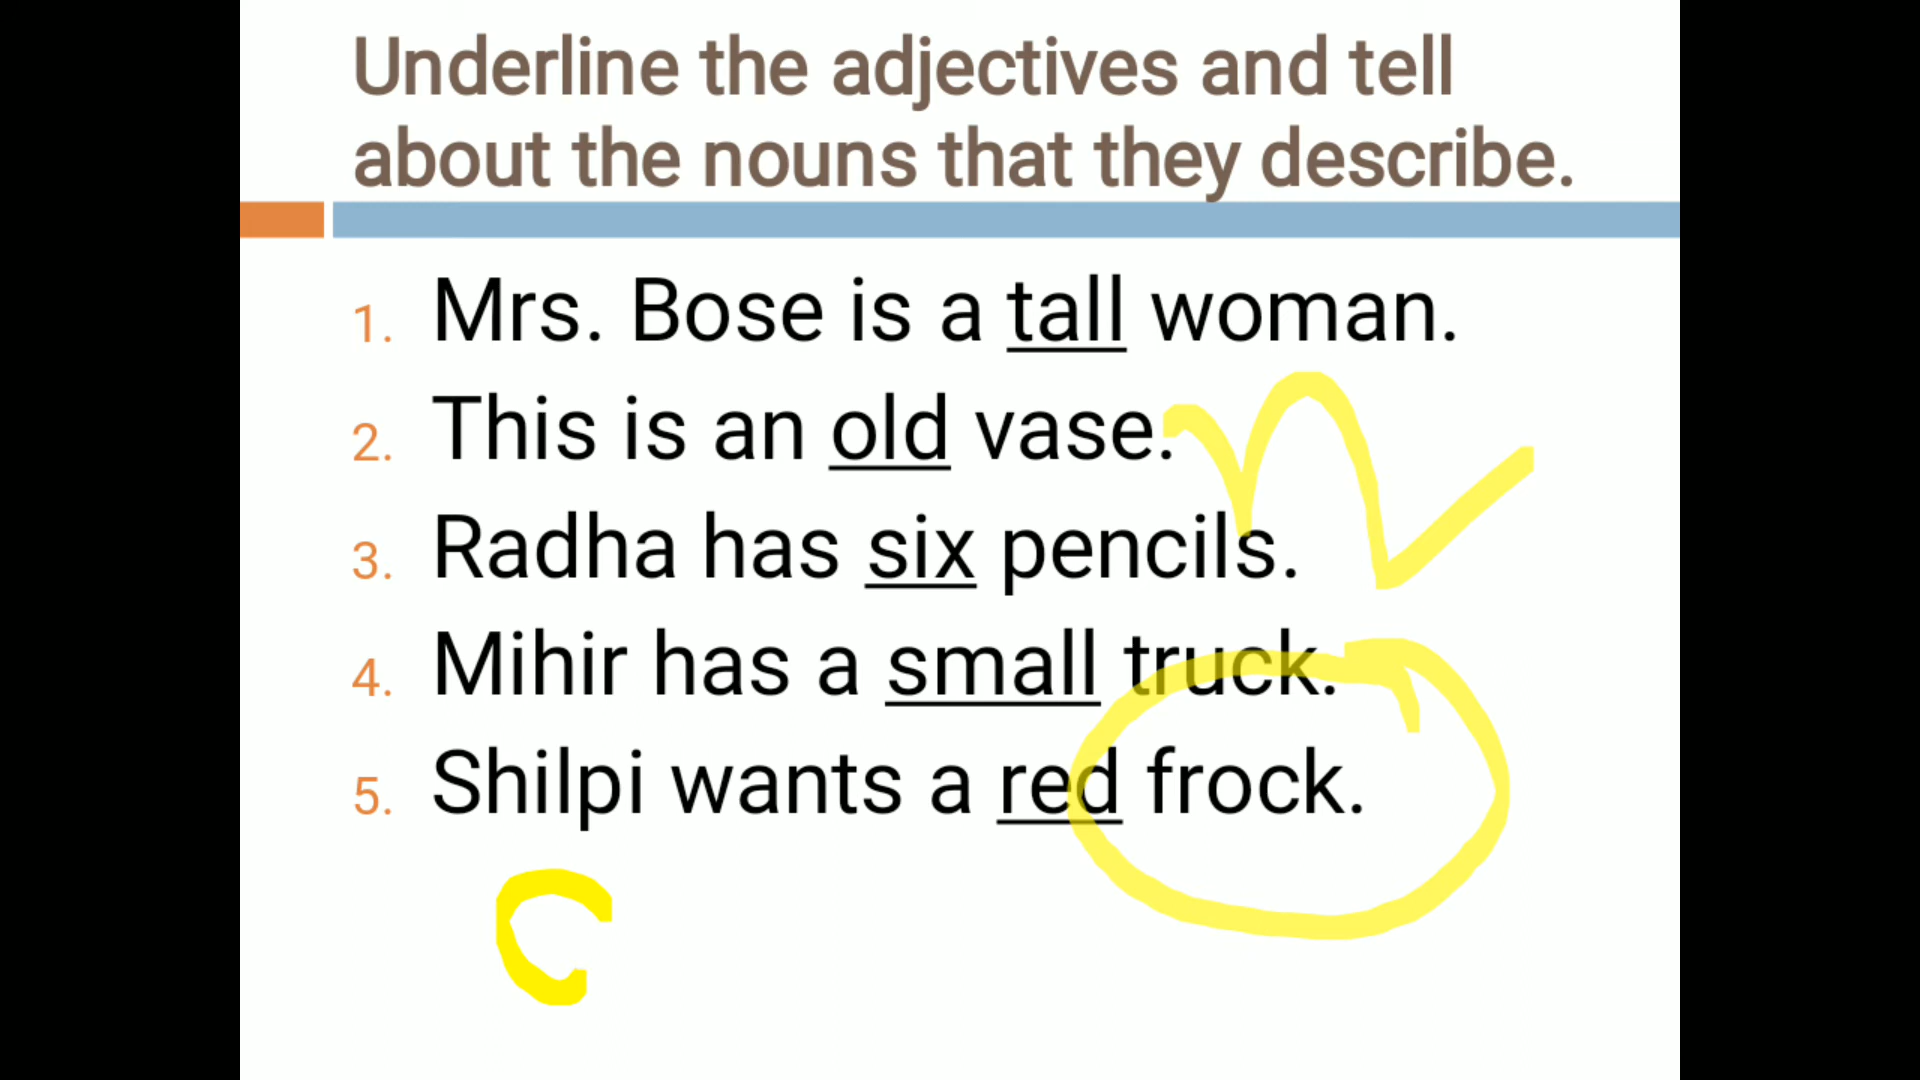 Underline the adjectives and tell
about the nouns that they describe.
1. Mrs. Bose is a tall woman.
2. This is an old vase.
3. Radha has six pencils.
4. Mihir has a small truck.
5. Shilpi wants a red frock.